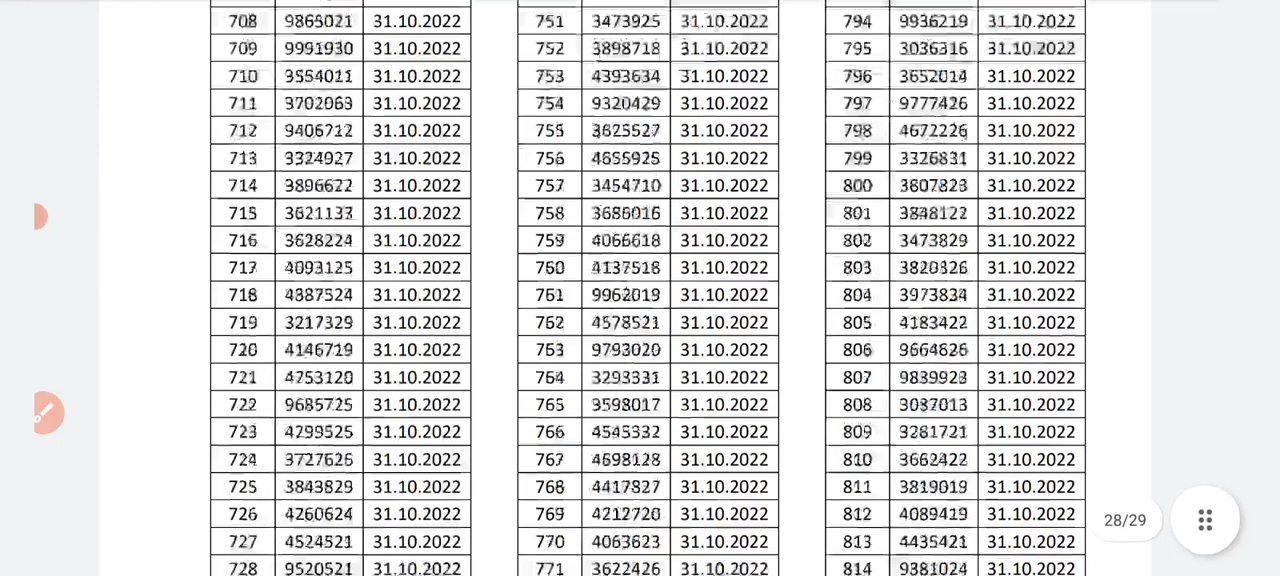 708 9865021 31.10.2022 751 3473925 31.10.2022 794 9936219 31.10.2022
709 9991930 31.10.2022 752 3898718 31.10.2022 795 3036316 31.10.2022
710 3554011 31.10.2022 753 4393634 31.10.2022 796 3652014 31.10.2022
711 31.10.2022 754 9320429 31.10.2022 797 9777426 31.10.2022
712 9406712 31.10.2022 755 31.10.2022 798 4672226 31.10.2022
713 3324927 31.10.2022 756 31.10.2022 799 3326831 31.10.2022
714 3896622 31.10.2022 757 3454710 31.10.2022 800 31.10.2022
715 31.10.2022 758 31.10.2022 801 3848122 31.10.2022
716 3628224 31.10.2022 759 4066618 31.10.2022 802 3473829 31.10.2022
717 4093125 31.10.2022 760 4137518 31.10.2022 803 3820326 31.10.2022
718 4387524 31.10.2022 761 31.10.2022 804 3973834 31.10.2022
719 3217329 31.10.2022 762 4578521 31.10.2022 805 4183422 31.10.2022
720 4146719 31.10.2022 763 9793020 31.10.2022 806 31.10.2022
721 4753120 31.10.2022 764 3293331 31.10.2022 807 9839928 31.10.2022
722 9685725 31.10.2022 765 3598017 31.10.2022 808 3087013 31.10.2022
723 4299525 31.10.2022 766 4545332 31.10.2022 809 3281721 31.10.2022
724 3727626 31.10.2022 767 4698128 31.10.2022 810 3662422 31.10.2022
725 3843829 31.10.2022 768 4417827 31.10.2022 811 3819019 31.10.2022
726 4260624 31.10.2022 769 4212720 31.10.2022 812 4089419 31.10.2022
727 4524521 31.10.2022 770 4063623 31.10.2022 813 4435421 31.10.2022
728 9520521 31.10.2022 771 3622426 31.10.2022 814 9381024 31.10.2022
28/29